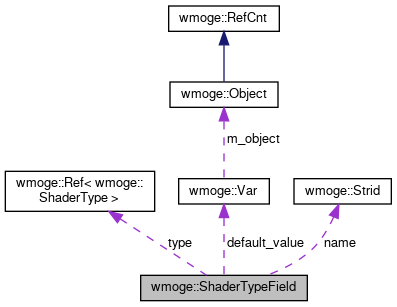 wmoge::RefCnt
wmoge::Object
m_object
wmoge::Ref< wmoge::
ShaderType >
wmoge::Var
wmoge::Strid
type
default_value
name
wmoge::ShaderTypeField